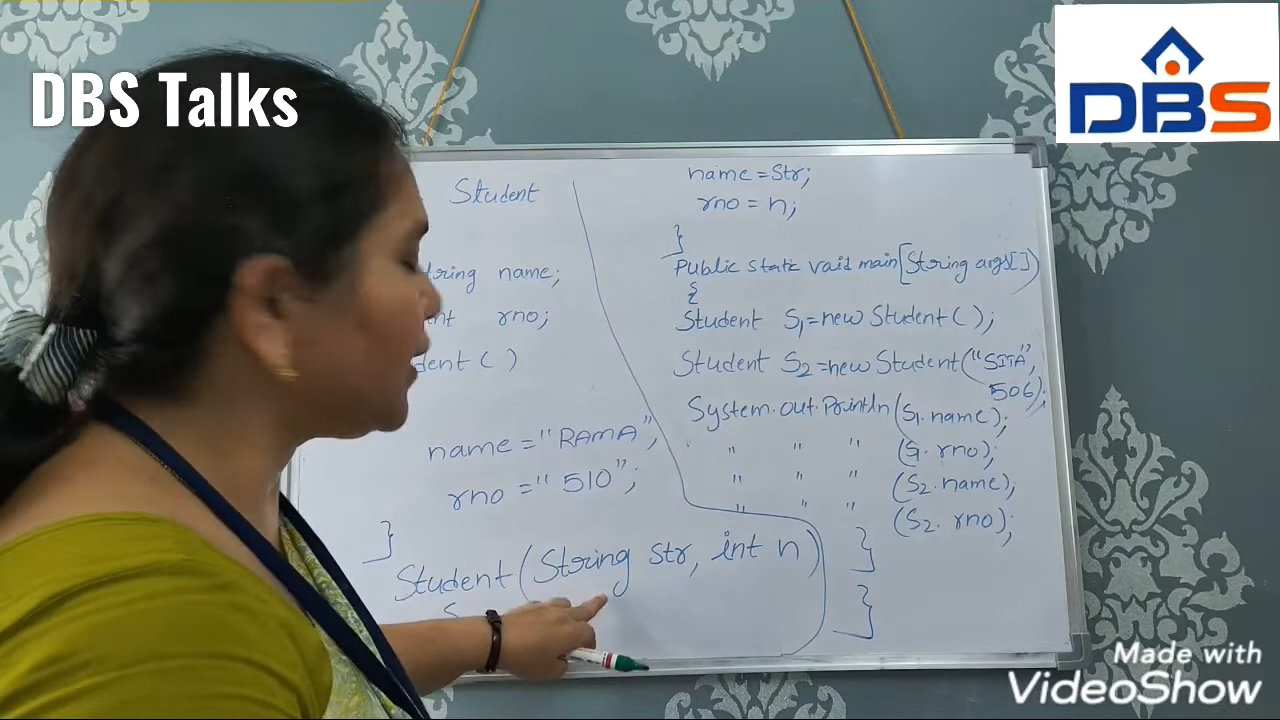 DBS Talks
DBS
Student
tring name;
nt rno;
dent ( )
name = "RAMA",
rno = "510";
}
Student (String str, int n)
{
name = Str;
rno = n;
}
Public static void main[String args[])
{
Student S1 = new Student ( );
Student S2 = new Student ("SITA",
506);
System.out.Println (S1.name);
" " " (S1.rno);
" " " (S2.name);
" " " (S2.rno);
}
}
Made with
VideoShow